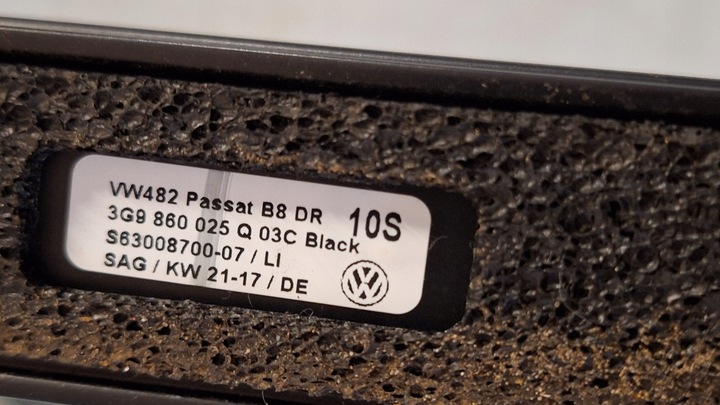 VW482 Passat B8 DR 10S
3G9 860 025 Q 03C Black
S63008700-07 / LI
SAG / KW 21-17 / DE